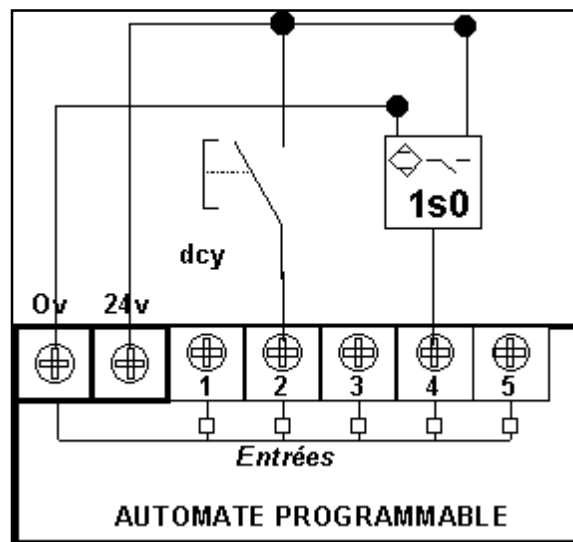 1s0
dcy
0v 24v
1 2 3 4 5
Entrées
AUTOMATE PROGRAMMABLE